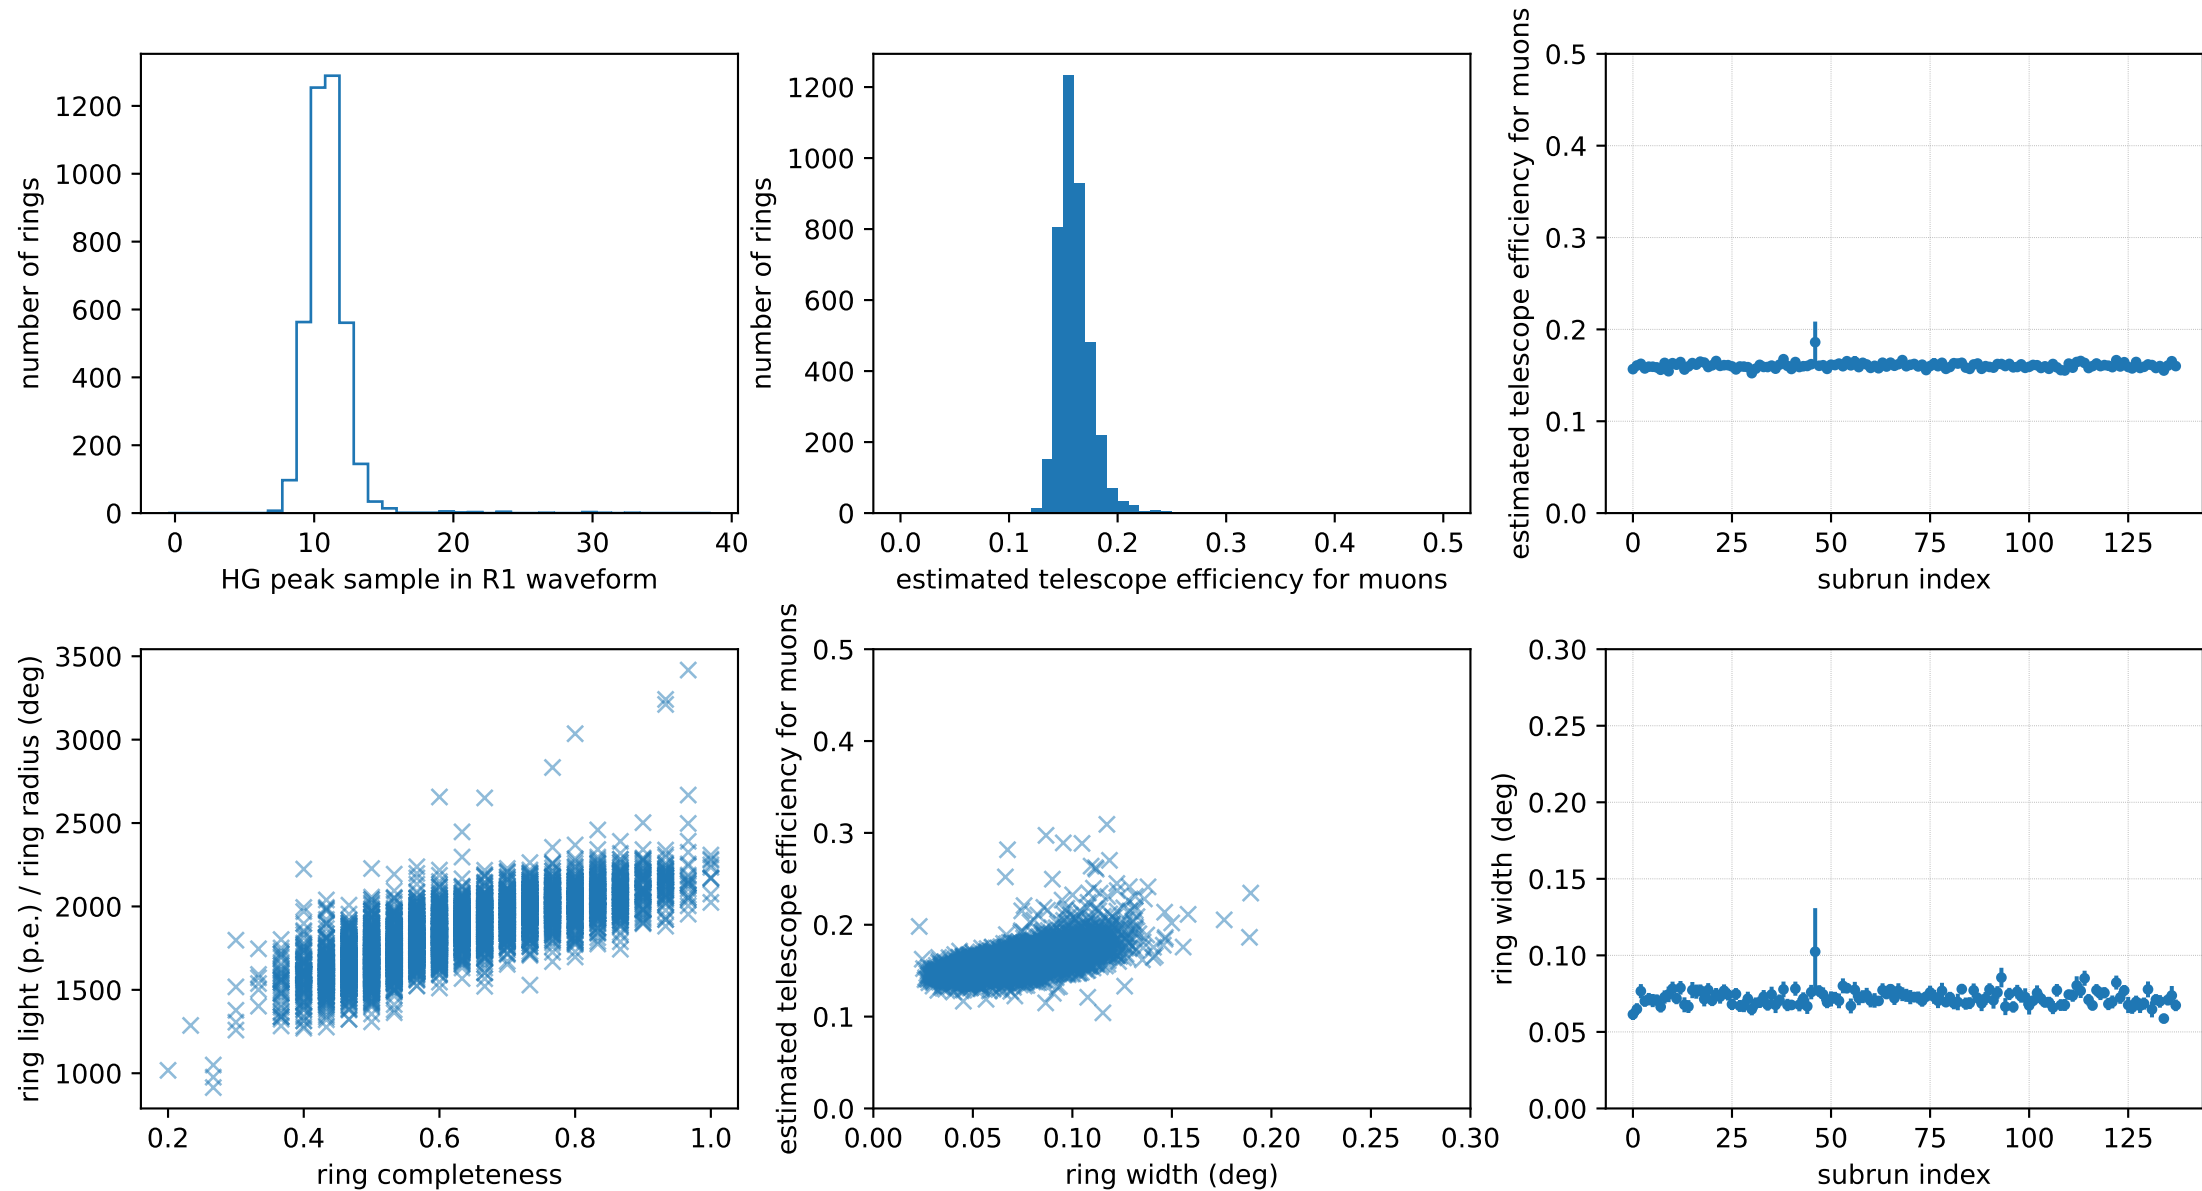 number of rings
1200
1000
800
600
400
200
0
0 10 20 30 40
HG peak sample in R1 waveform
number of rings
1200
1000
800
600
400
200
0
0.0 0.1 0.2 0.3 0.4 0.5
estimated telescope efficiency for muons
estimated telescope efficiency for muons
0.5
0.4
0.3
0.2
0.1
0.0
0 25 50 75 100 125
subrun index
ring light (p.e.) / ring radius (deg)
3500
3000
2500
2000
1500
1000
0.2 0.4 0.6 0.8 1.0
ring completeness
estimated telescope efficiency for muons
0.5
0.4
0.3
0.2
0.1
0.0
0.00 0.05 0.10 0.15 0.20 0.25 0.30
ring width (deg)
ring width (deg)
0.30
0.25
0.20
0.15
0.10
0.05
0.00
0 25 50 75 100 125
subrun index